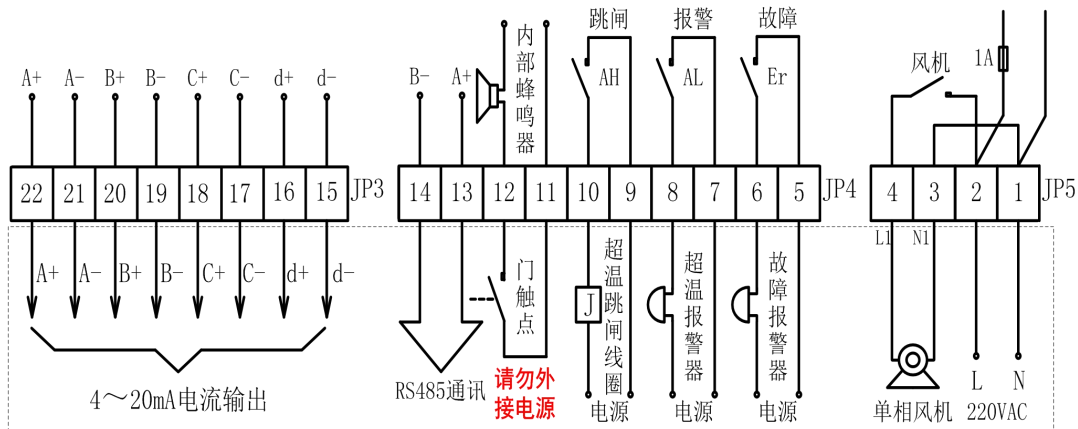 跳闸 报警 故障
内部蜂鸣器
A+ A- B+ B- C+ C- d+ d-
B- A+
AH AL Er
风机 1A
22 21 20 19 18 17 16 15 JP3
14 13 12 11 10 9 8 7 6 5 JP4
4 3 2 1 JP5
L1 N1
A+ A- B+ B- C+ C- d+ d-
门触点
J
超温跳闸线圈
超温报警器
故障报警器
4～20mA电流输出
RS485通讯
请勿外
接电源
电源 电源 电源
L N
单相风机 220VAC